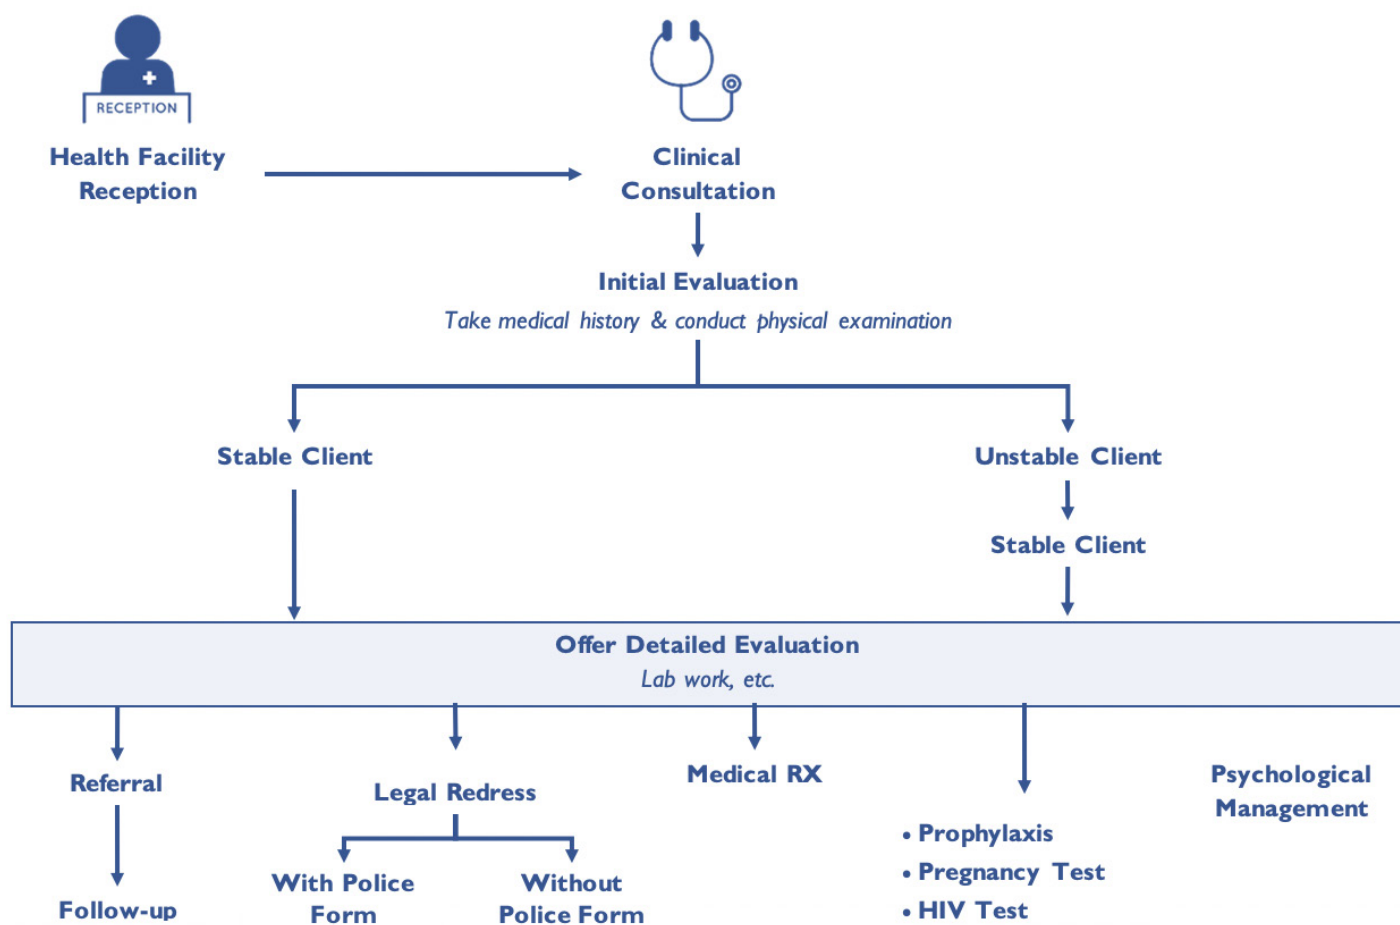 RECEPTION
Health Facility
Reception
Clinical
Consultation
Initial Evaluation
Take medical history & conduct physical examination
Stable Client
Unstable Client
Stable Client
Offer Detailed Evaluation
Lab work, etc.
Referral
Follow-up
Legal Redress
With Police
Form
Without
Police Form
Medical RX
• Prophylaxis
• Pregnancy Test
• HIV Test
Psychological
Management